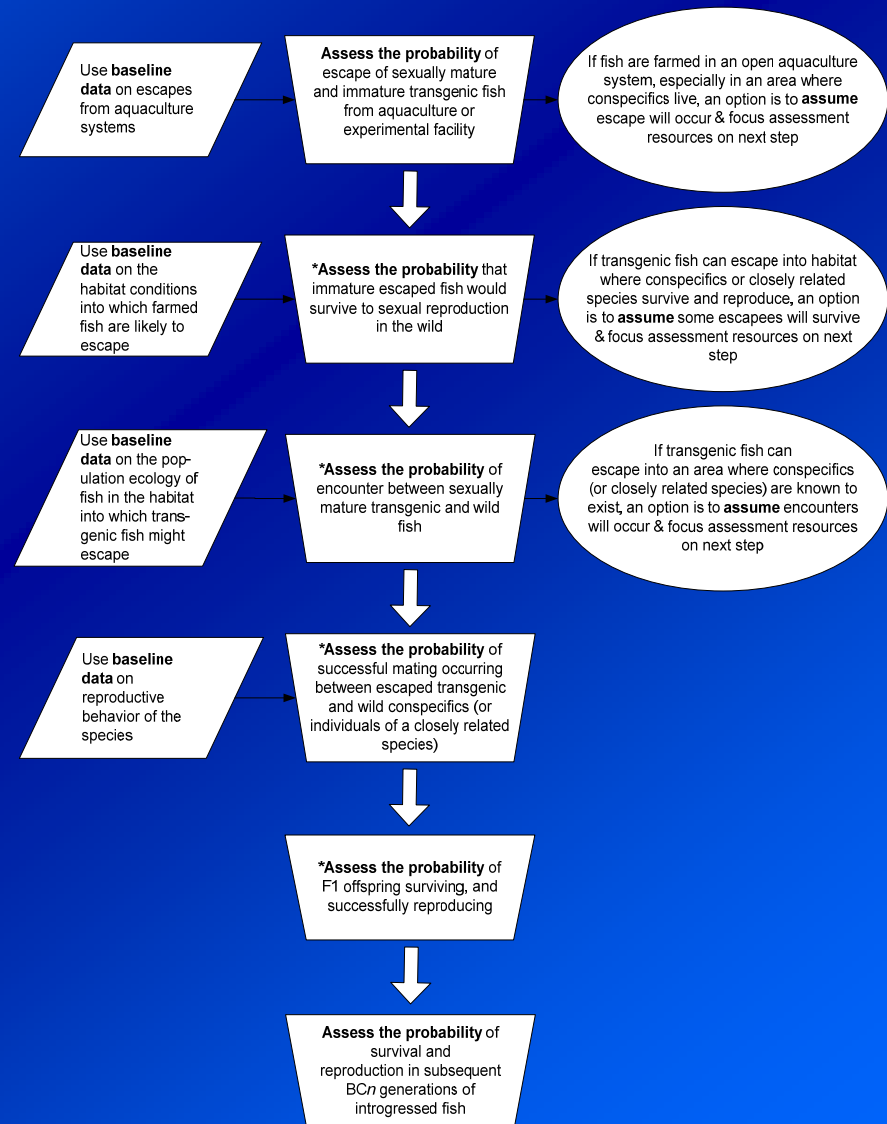 Use baseline
data on escapes
from aquaculture
systems
Assess the probability of
escape of sexually mature
and immature transgenic fish
from aquaculture or
experimental facility
If fish are farmed in an open aquaculture
system, especially in an area where
conspecifics live, an option is to assume
escape will occur & focus assessment
resources on next step
Use baseline
data on the
habitat conditions
into which farmed
fish are likely to
escape
*Assess the probability that
immature escaped fish would
survive to sexual reproduction
in the wild
If transgenic fish can escape into habitat
where conspecifics or closely related
species survive and reproduce, an option
is to assume some escapees will survive
& focus assessment resources on next
step
Use baseline
data on the pop-
ulation ecology of
fish in the habitat
into which trans-
genic fish might
escape
*Assess the probability of
encounter between sexually
mature transgenic and wild
fish
If transgenic fish can
escape into an area where conspecifics
(or closely related species) are known to
exist, an option is to assume encounters
will occur & focus assessment resources
on next step
Use baseline
data on
reproductive
behavior of the
species
*Assess the probability of
successful mating occurring
between escaped transgenic
and wild conspecifics (or
individuals of a closely related
species)
*Assess the probability of
F1 offspring surviving, and
successfully reproducing
Assess the probability of
survival and
reproduction in subsequent
BCn generations of
introgressed fish